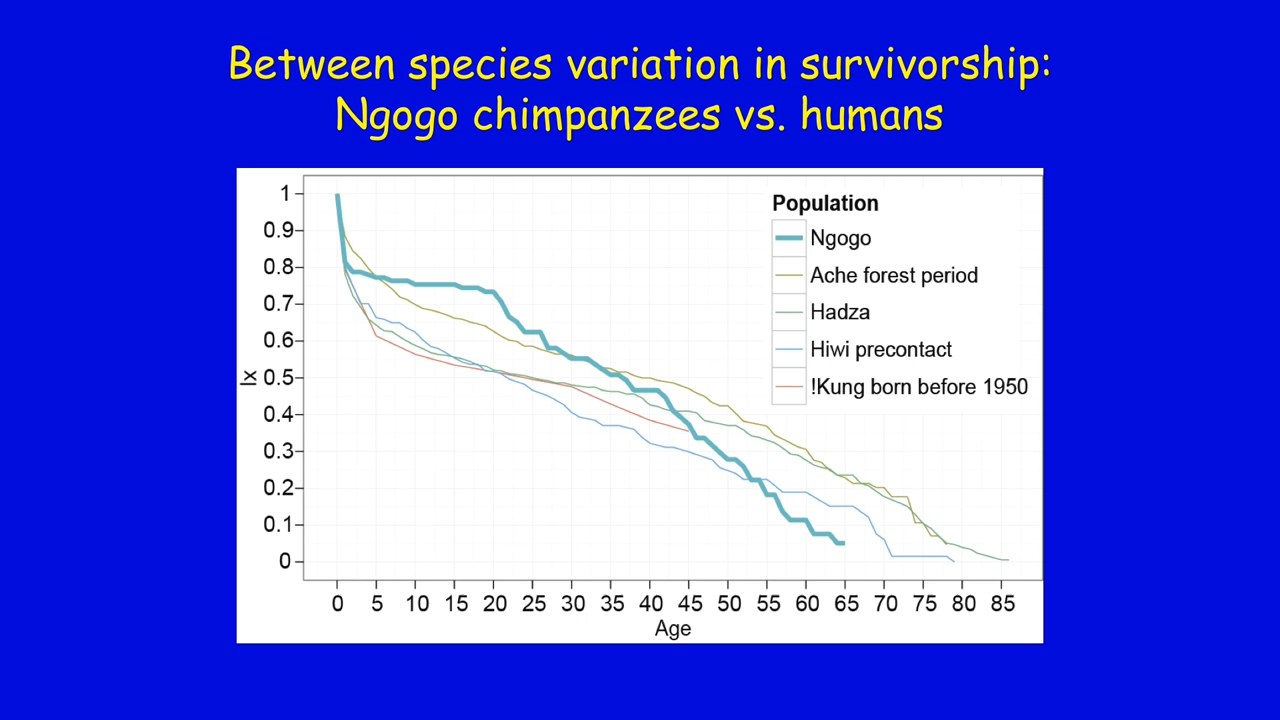 Between species variation in survivorship:
Ngogo chimpanzees vs. humans
Population
Ngogo
Ache forest period
Hadza
Hiwi precontact
!Kung born before 1950
1
0.9
0.8
0.7
0.6
0.5
0.4
0.3
0.2
0.1
0
lx
0 5 10 15 20 25 30 35 40 45 50 55 60 65 70 75 80 85
Age